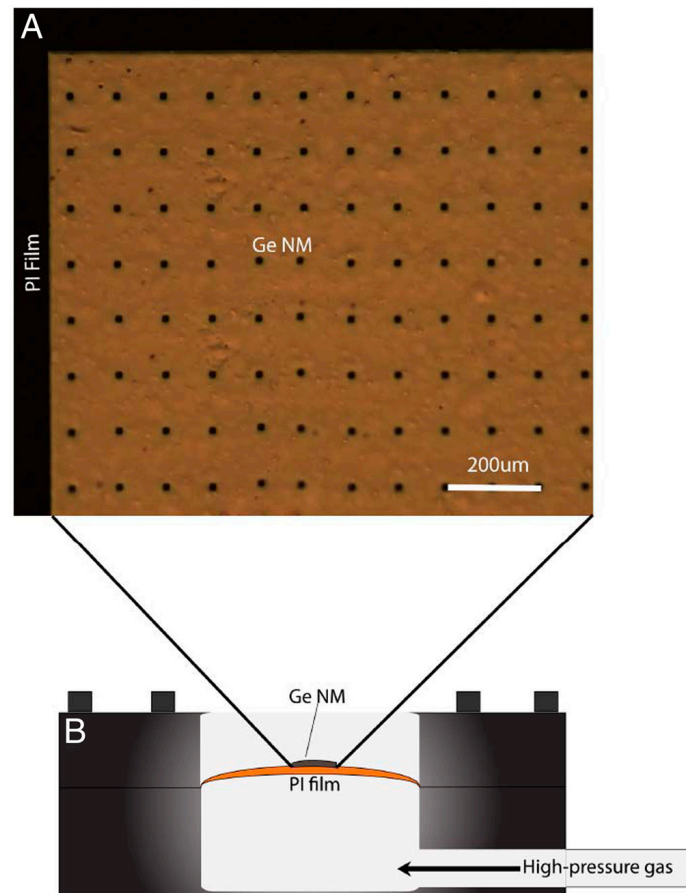 A
PI Film
Ge NM
200um
Ge NM
B
PI film
High-pressure gas